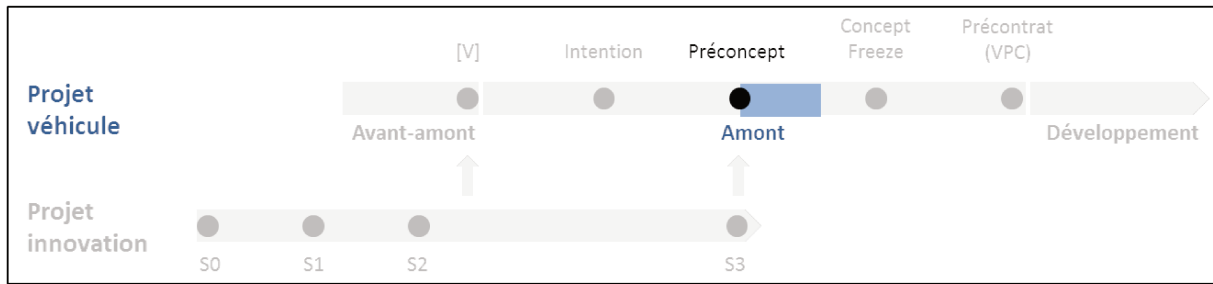 Concept
Freeze
Précontrat
(VPC)
[V]
Intention
Préconcept
Projet
véhicule
Avant-amont
Amont
Développement
Projet
innovation
S0
S1
S2
S3